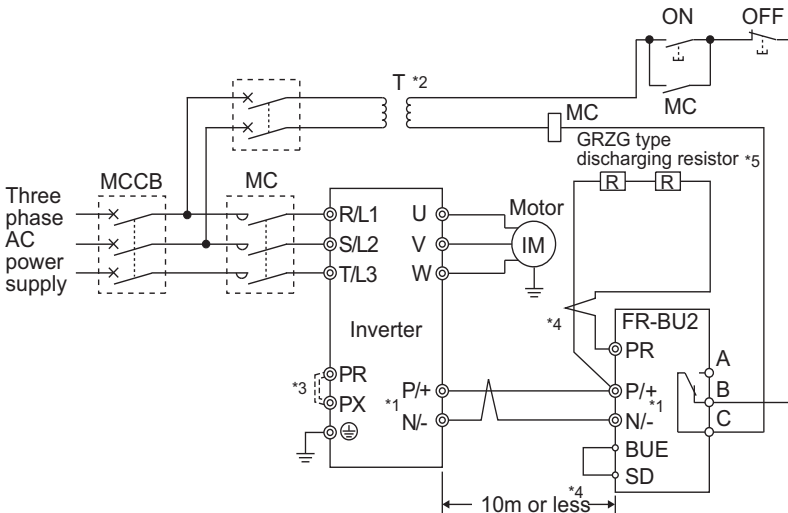 ON
OFF
T *2
MC
MC
GRZG type
discharging resistor *5
R
R
MCCB
MC
Three
phase
AC
power
supply
R/L1
S/L2
T/L3
U
V
W
Motor
IM
Inverter
*4
FR-BU2
PR
A
B
C
P/+
*1
N/-
BUE
SD
PR
*3
PX
P/+
*1
N/-
*4
10m or less